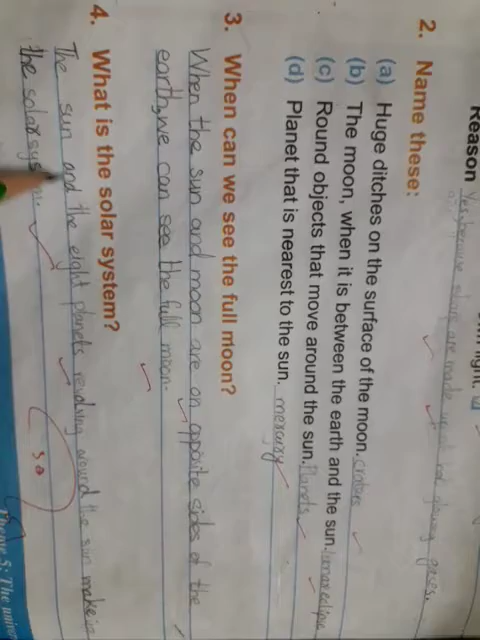 Reason Yes because stars are made up of hot glowing gases.
2. Name these:
(a) Huge ditches on the surface of the moon. craters
(b) The moon, when it is between the earth and the sun.
(c) Round objects that move around the sun. Planets
(d) Planet that is nearest to the sun. mercury
3. When can we see the full moon?
When the sun and moon are on opposite sides of the
earth, we can see the full moon.
4. What is the solar system?
The sun and the eight planets revolving around the sun make
the solar